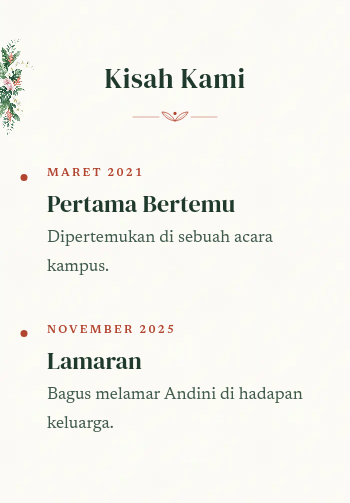 Kisah Kami
MARET 2021
Pertama Bertemu
Dipertemukan di sebuah acara
kampus.
NOVEMBER 2025
Lamaran
Bagus melamar Andini di hadapan
keluarga.